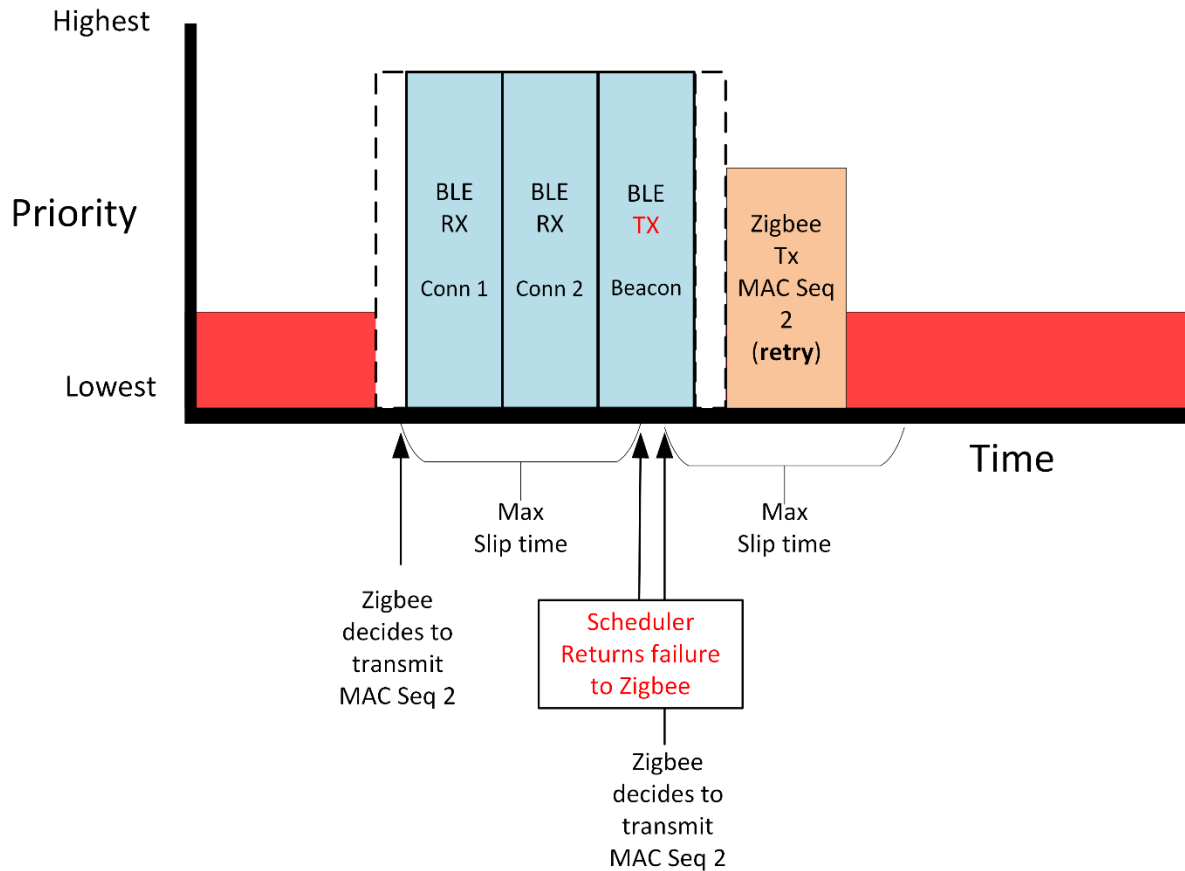 Highest
Priority
Lowest
BLE
RX
Conn 1
BLE
RX
Conn 2
BLE
TX
Beacon
Zigbee
Tx
MAC Seq
2
(retry)
Time
Max
Slip time
Max
Slip time
Zigbee
decides to
transmit
MAC Seq 2
Scheduler
Returns failure
to Zigbee
Zigbee
decides to
transmit
MAC Seq 2